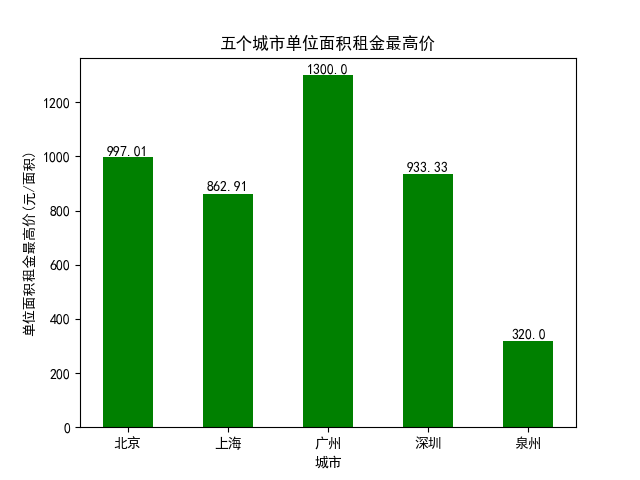 五个城市单位面积租金最高价
单位面积租金最高价(元/面积)
1200
1000
800
600
400
200
0
997.01
862.91
1300.0
933.33
320.0
北京
上海
广州
深圳
泉州
城市